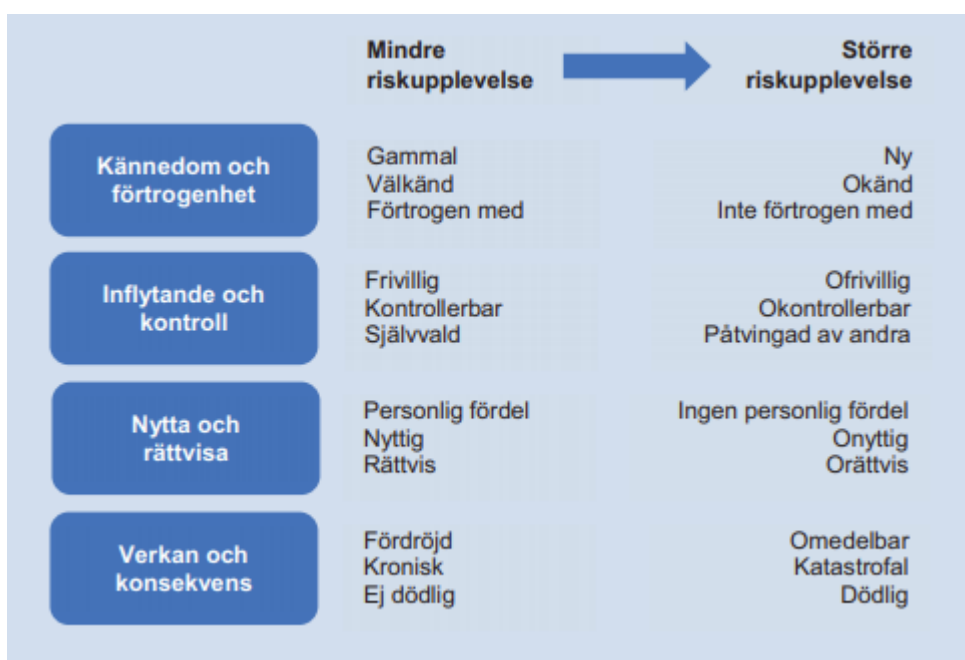 Mindre riskupplevelse
Större riskupplevelse
Kännedom och förtrogenhet
Gammal
Ny
Välkänd
Okänd
Förtrogen med
Inte förtrogen med
Inflytande och kontroll
Frivillig
Ofrivillig
Kontrollerbar
Okontrollerbar
Självvald
Påtvingad av andra
Nytta och rättvisa
Personlig fördel
Ingen personlig fördel
Nyttig
Onyttig
Rättvis
Orättvis
Verkan och konsekvens
Fördröjd
Omedelbar
Kronisk
Katastrofal
Ej dödlig
Dödlig